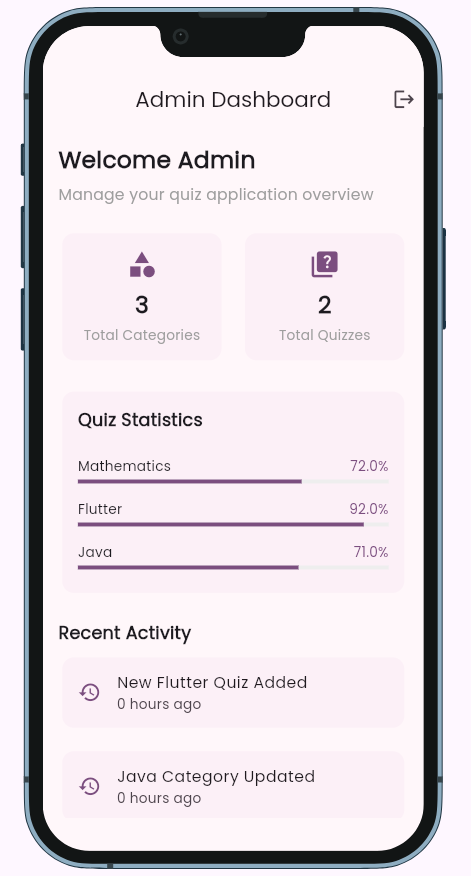 Admin Dashboard
Welcome Admin
Manage your quiz application overview
3
2
Total Categories
Total Quizzes
Quiz Statistics
Mathematics 72.0%
Flutter 92.0%
Java 71.0%
Recent Activity
New Flutter Quiz Added
0 hours ago
Java Category Updated
0 hours ago